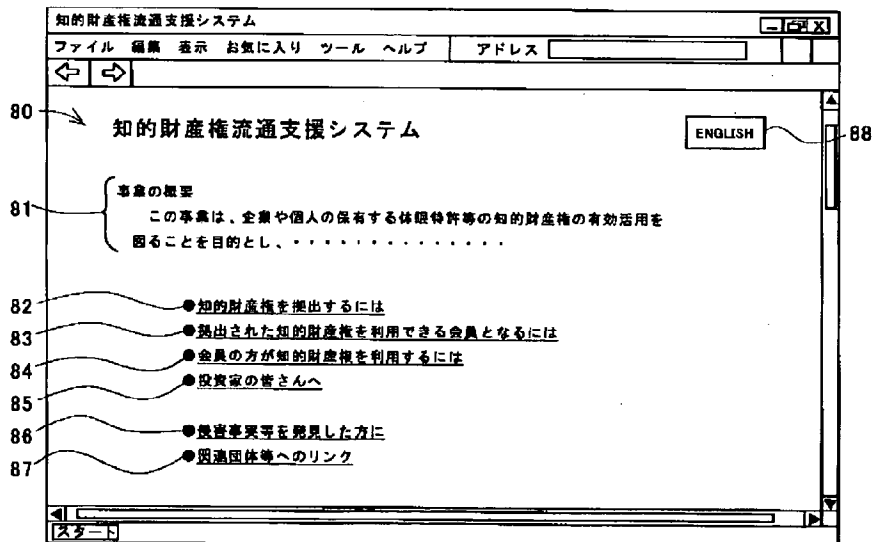 知的財産権流通支援システム
ファイル 編集 表示 お気に入り ツール ヘルプ アドレス
80
知的財産権流通支援システム
ENGLISH
88
81
事業の概要
この事業は、企業や個人の保有する休眠特許等の知的財産権の有効活用を
図ることを目的とし、・・・・・・・・・・・・・・
82
●知的財産権を拠出するには
83
●拠出された知的財産権を利用できる会員となるには
84
●会員の方が知的財産権を利用するには
85
●投資家の皆さんへ
86
●侵害事実等を発見した方に
87
●関連団体等へのリンク
スタート